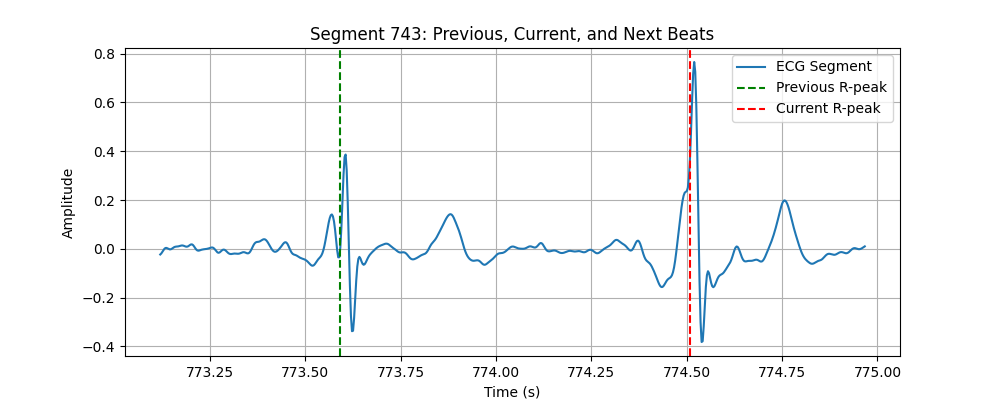 Segment 743: Previous, Current, and Next Beats
ECG Segment
Previous R-peak
Current R-peak
Amplitude
0.8
0.6
0.4
0.2
0.0
−0.2
−0.4
773.25 773.50 773.75 774.00 774.25 774.50 774.75 775.00
Time (s)